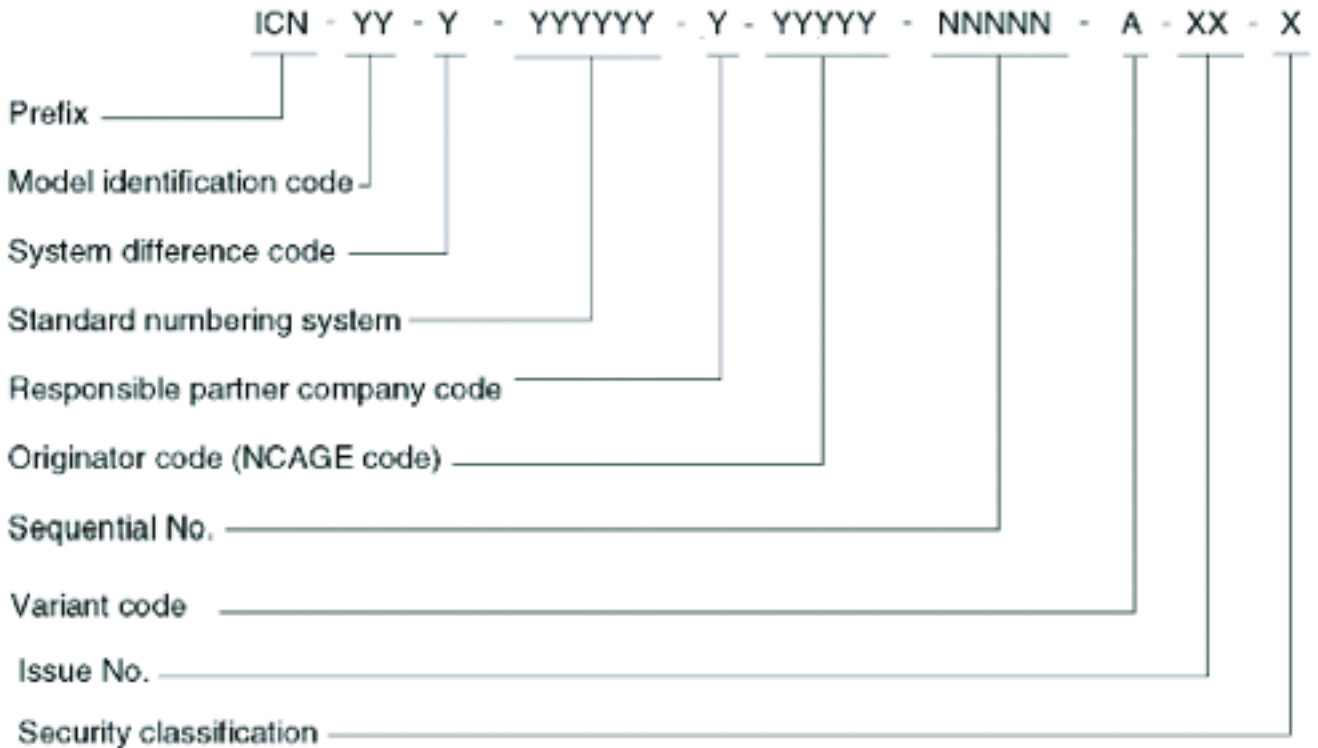 ICN - YY - Y - YYYYYY - Y - YYYYY - NNNNN - A - XX - X
Prefix
Model identification code
System difference code
Standard numbering system
Responsible partner company code
Originator code (NCAGE code)
Sequential No.
Variant code
Issue No.
Security classification